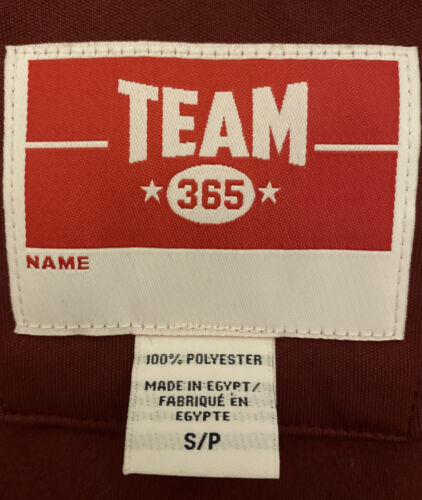 TEAM
★ 365 ★
NAME
100% POLYESTER
MADE IN EGYPT/
FABRIQUÉ EN
EGYPTE
S/P